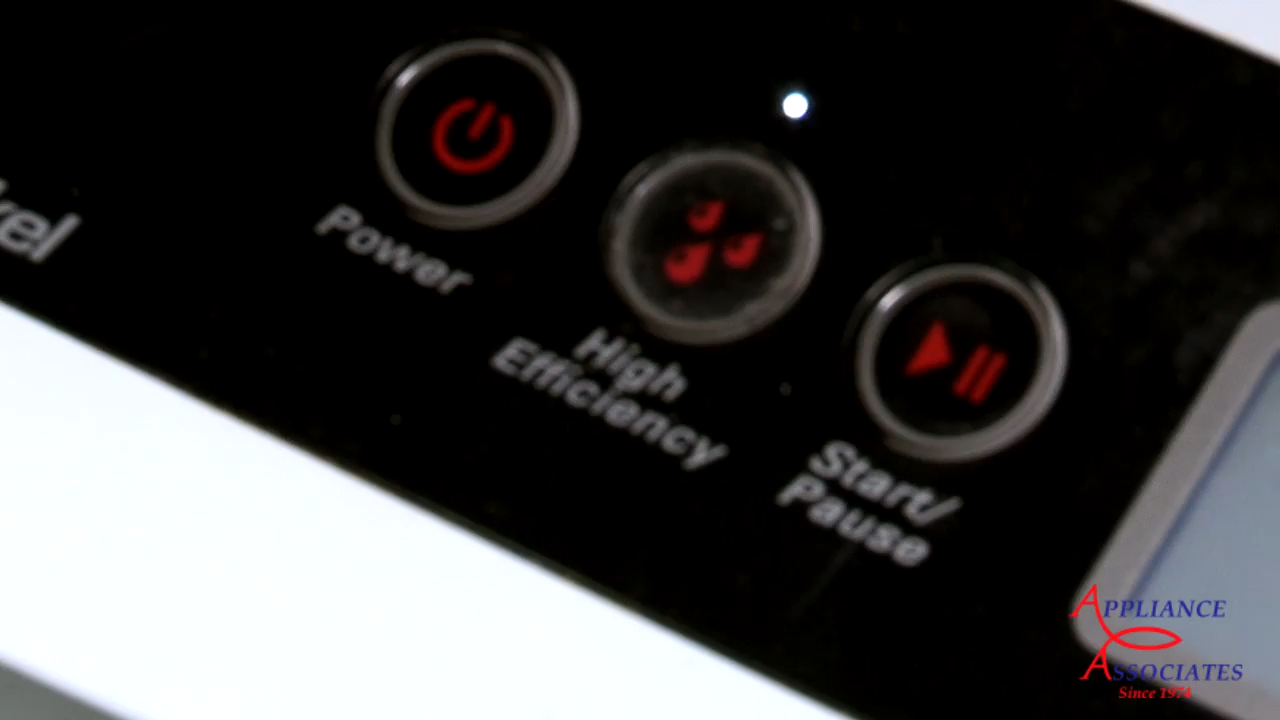 Power
High
Efficiency
Start/
Pause
APPLIANCE
ASSOCIATES
Since 1974